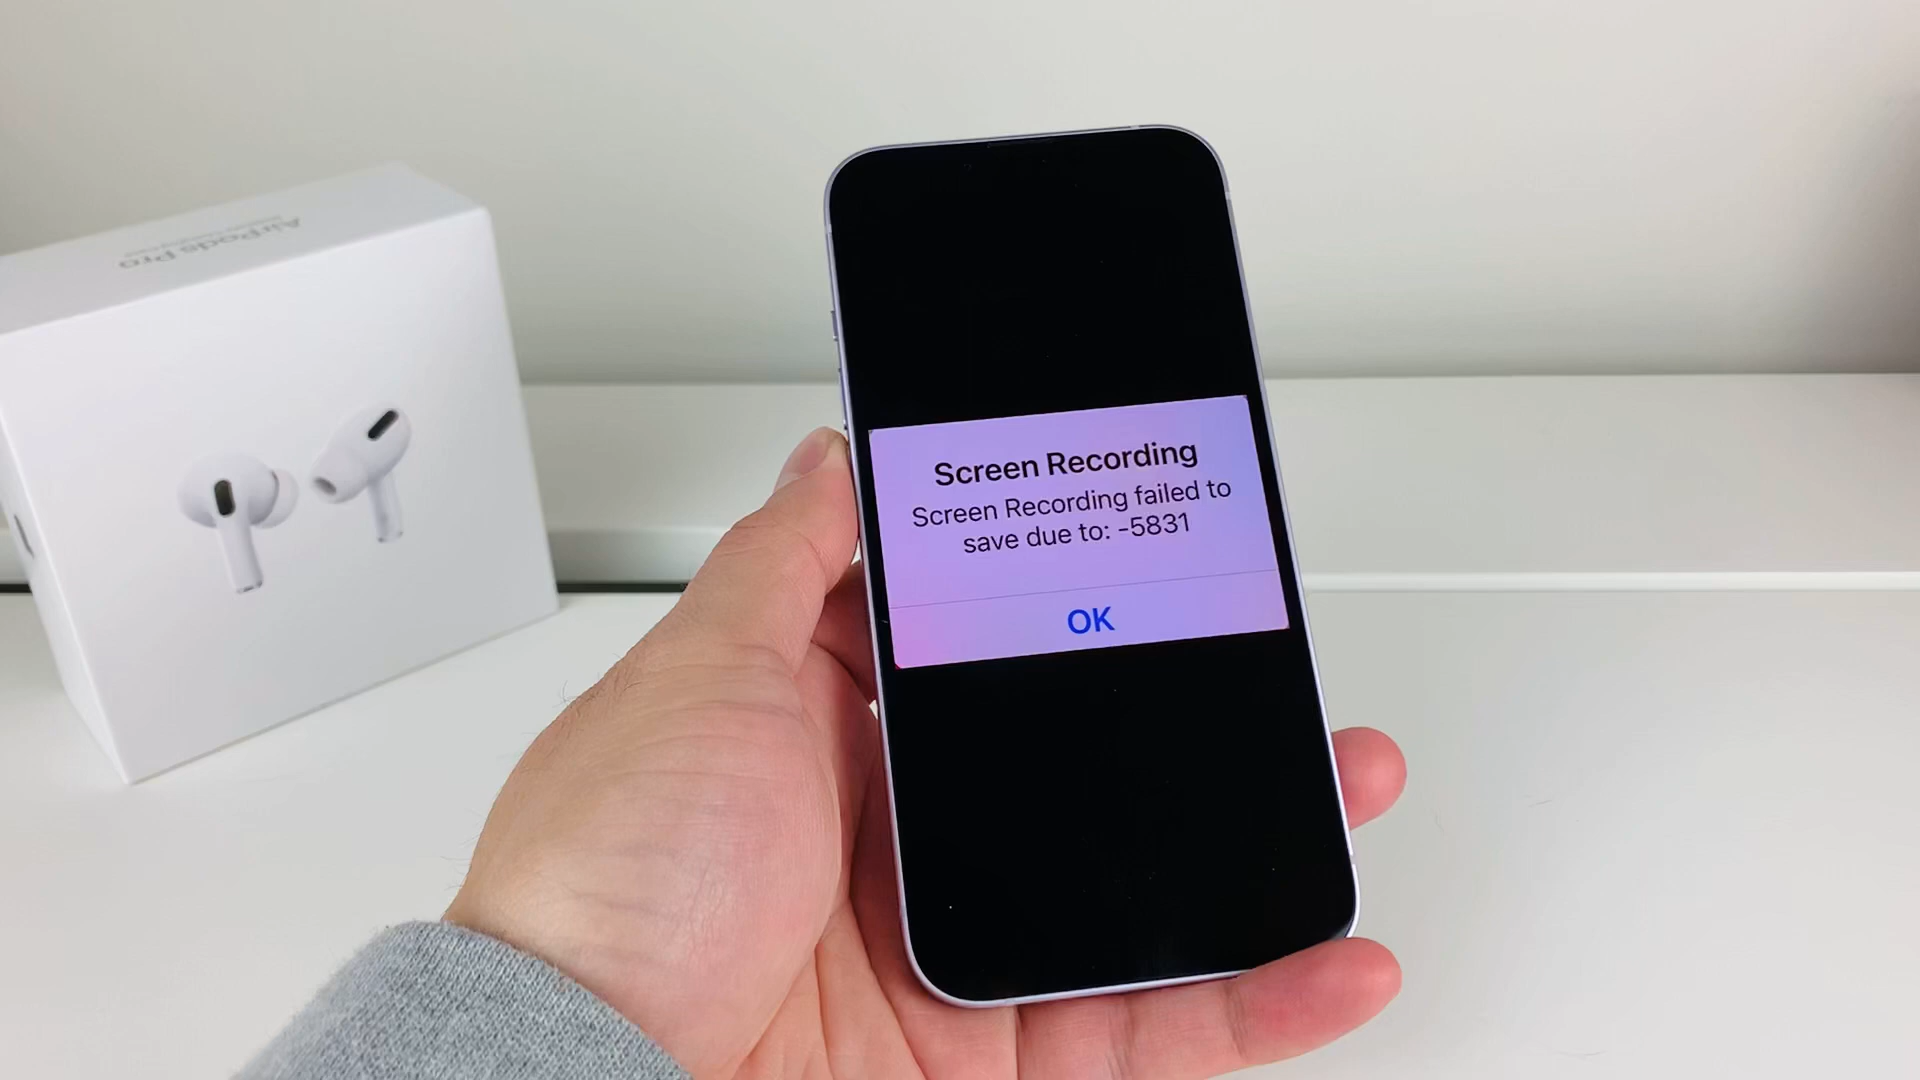 AirPods Pro
Screen Recording
Screen Recording failed to
save due to: -5831
OK